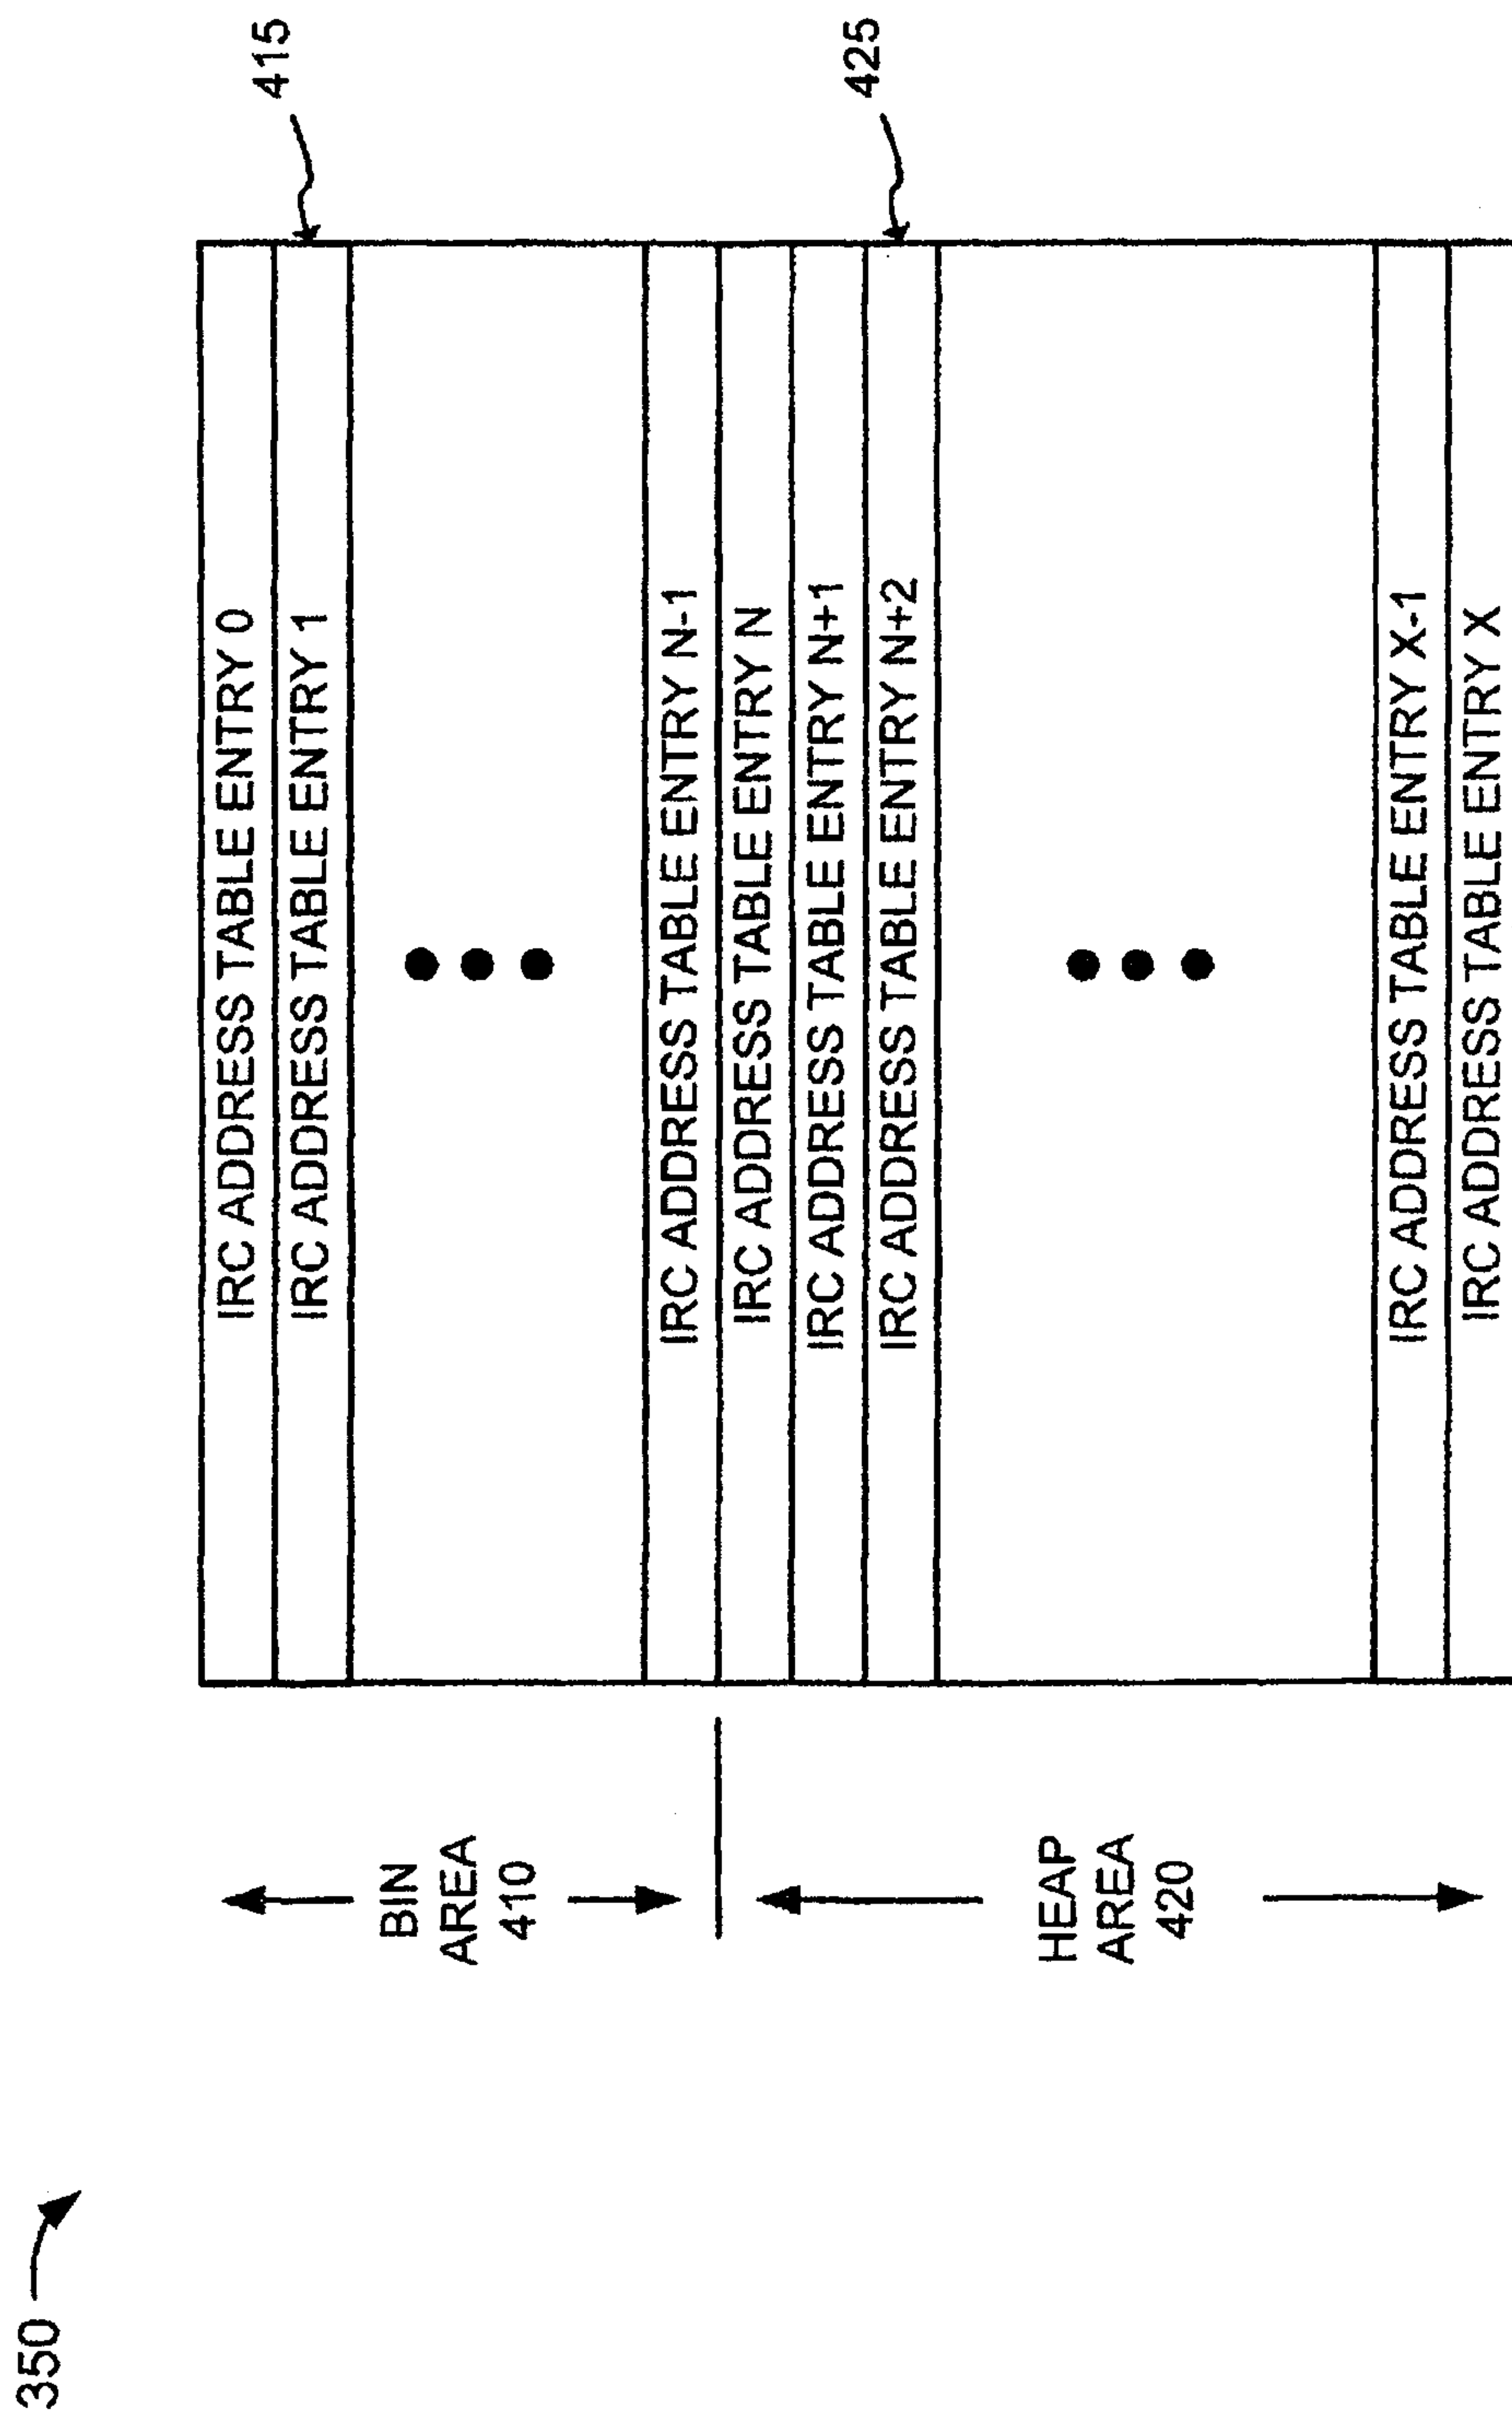 350
IRC ADDRESS TABLE ENTRY 0
IRC ADDRESS TABLE ENTRY 1
415
BIN
AREA
410
IRC ADDRESS TABLE ENTRY N-1
IRC ADDRESS TABLE ENTRY N
IRC ADDRESS TABLE ENTRY N+1
IRC ADDRESS TABLE ENTRY N+2
425
HEAP
AREA
420
IRC ADDRESS TABLE ENTRY X-1
IRC ADDRESS TABLE ENTRY X